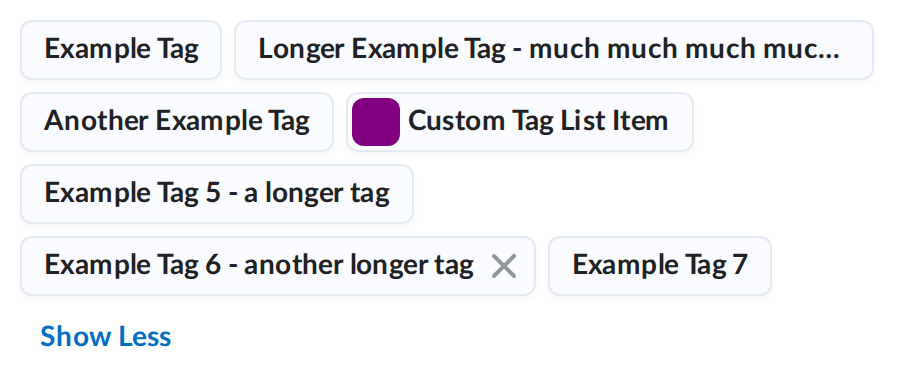 Example Tag Longer Example Tag - much much much muc...
Another Example Tag Custom Tag List Item
Example Tag 5 - a longer tag
Example Tag 6 - another longer tag Example Tag 7
Show Less